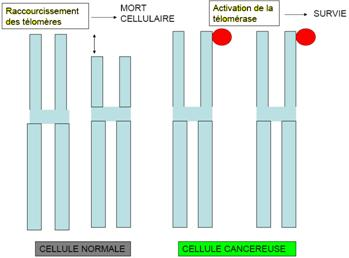 Raccourcissement
des télomères
MORT
CELLULAIRE
Activation de la
télomérase
SURVIE
CELLULE NORMALE
CELLULE CANCEREUSE